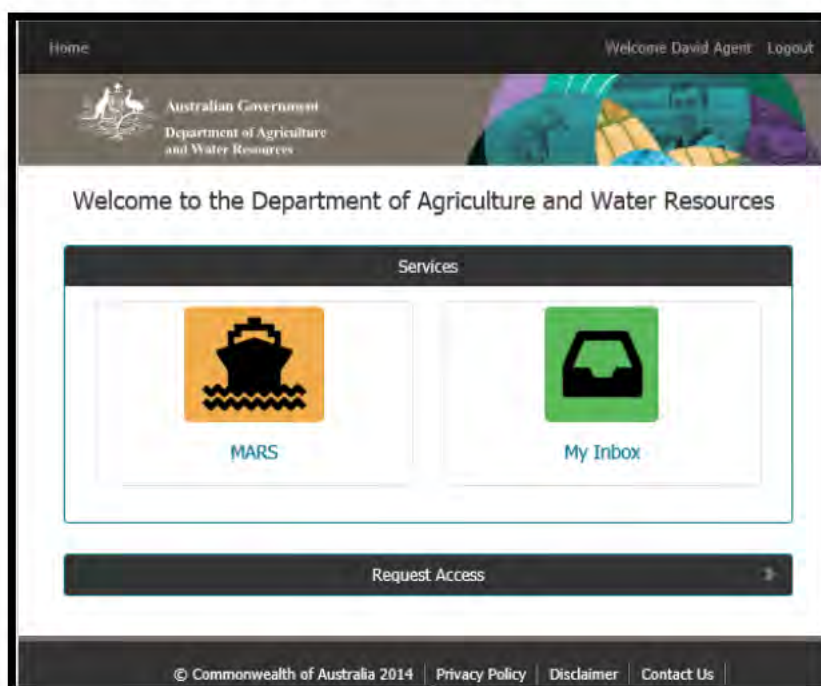 Home Welcome David Agent Logout
Australian Government
Department of Agriculture
and Water Resources
Welcome to the Department of Agriculture and Water Resources
Services
MARS My Inbox
Request Access
© Commonwealth of Australia 2014 | Privacy Policy | Disclaimer | Contact Us |